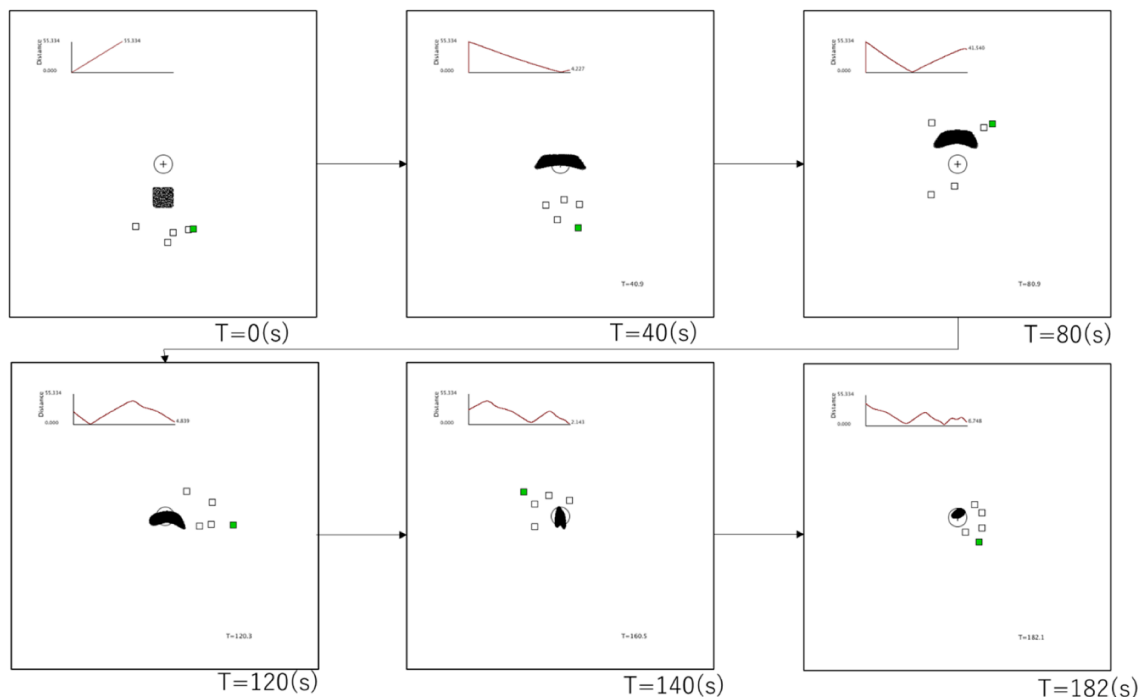 55.334
55.334
Distance
0.000
T=0(s)
55.334
Distance
0.000
4.227
T=40.9
T=40(s)
55.334
Distance
0.000
41.540
T=80.9
T=80(s)
55.334
Distance
0.000
4.839
T=120.3
T=120(s)
55.334
Distance
0.000
2.143
T=160.5
T=140(s)
55.334
Distance
0.000
6.748
T=182.1
T=182(s)